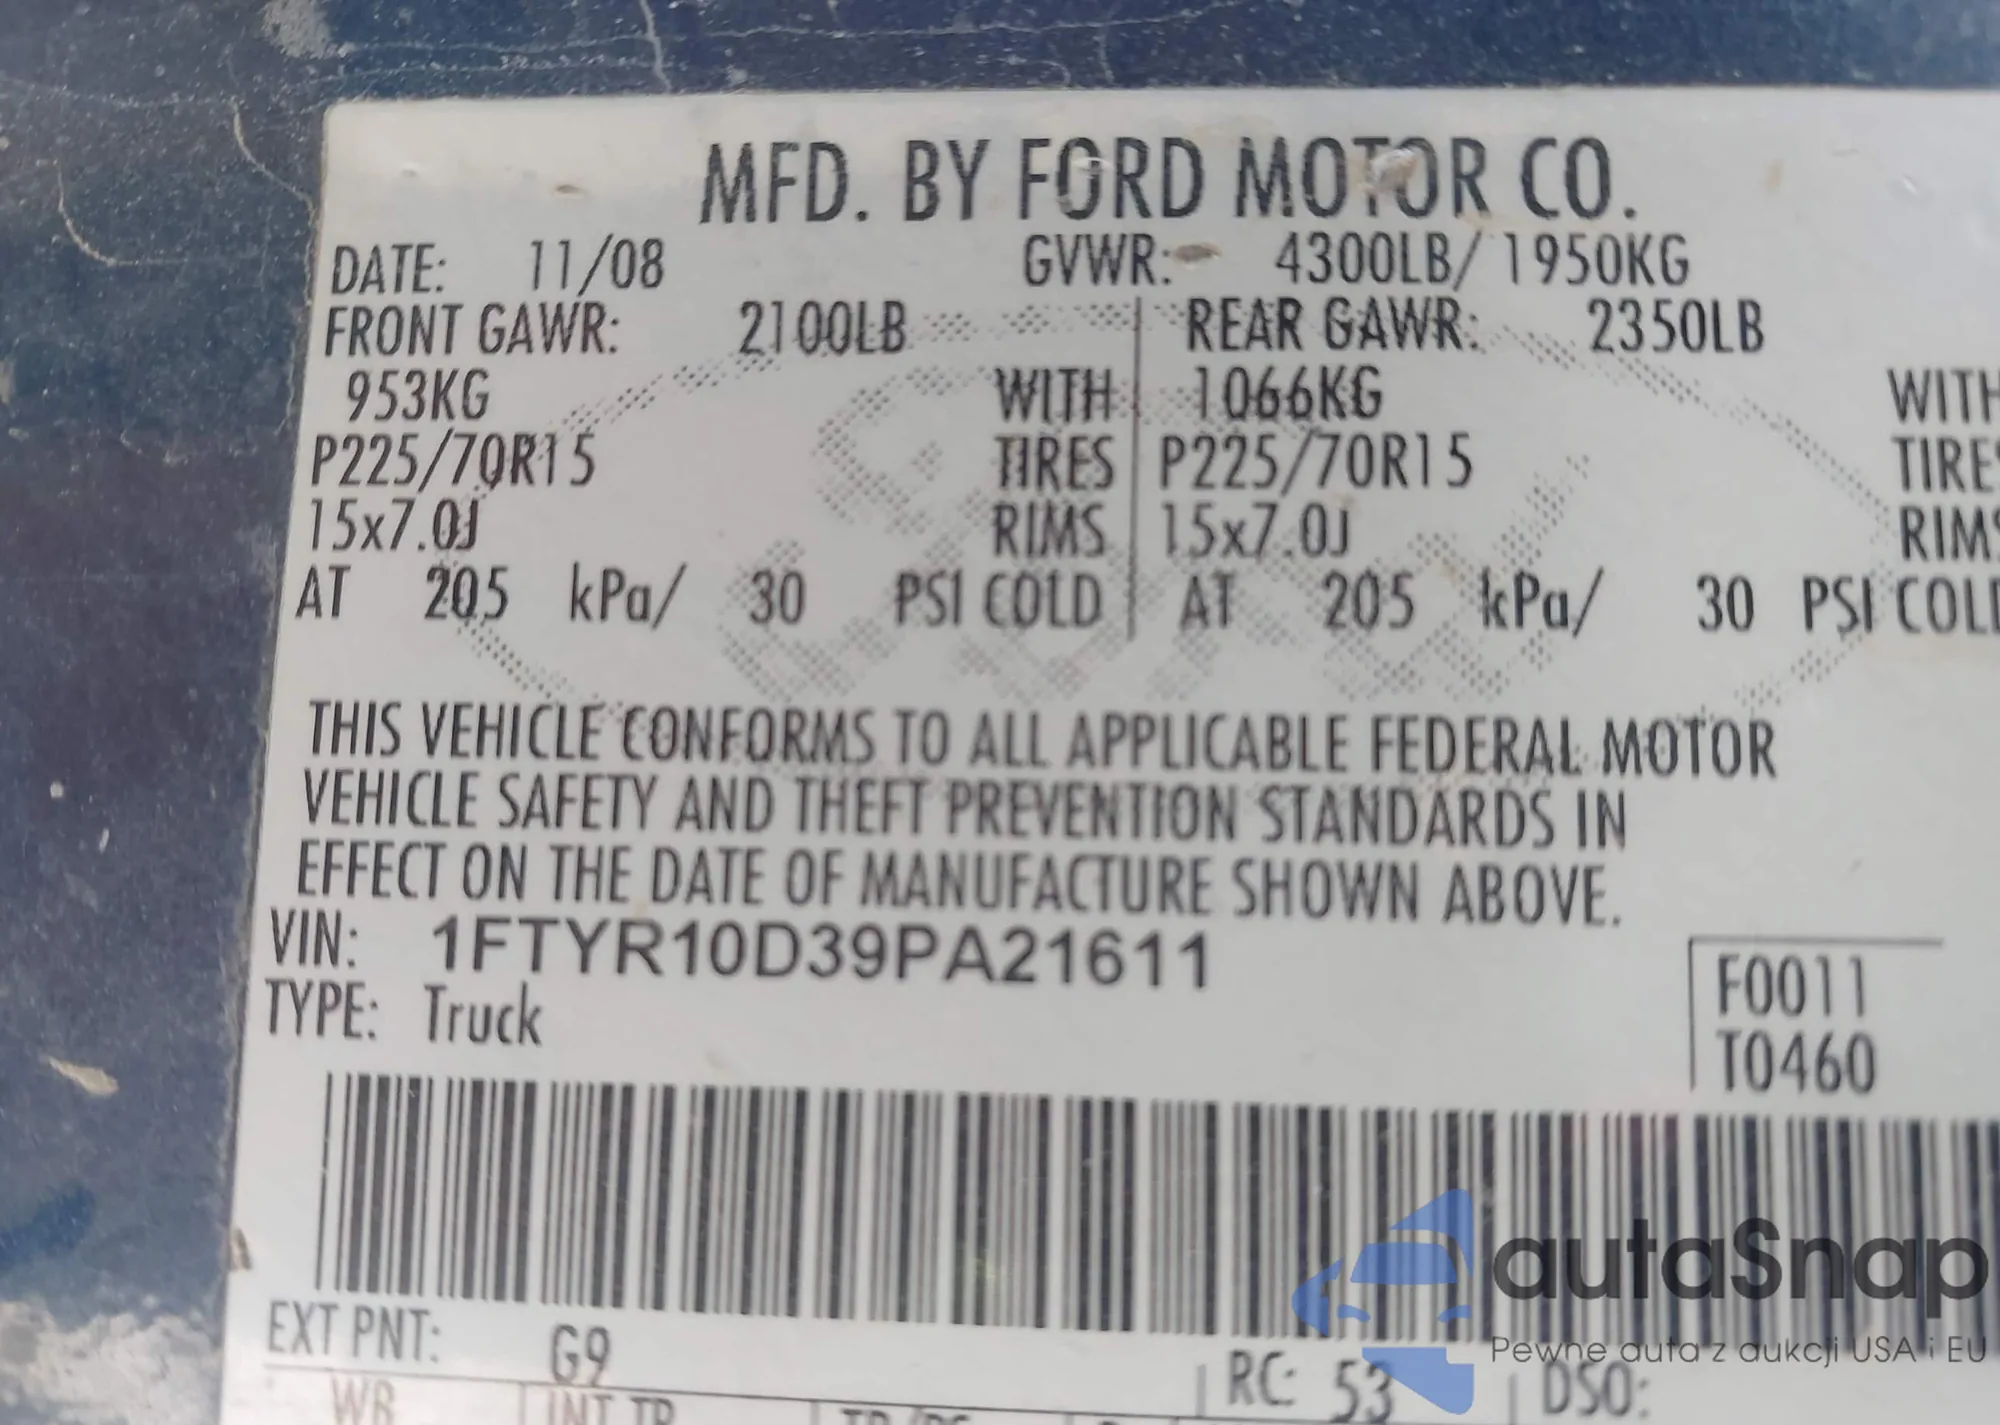 MFD. BY FORD MOTOR CO.
DATE: 11/08 GVWR: 4300LB/ 1950KG
FRONT GAWR: 2100LB REAR GAWR: 2350LB
953KG WITH 1066KG WITH
P225/70R15 TIRES P225/70R15 TIRES
15x7.0J RIMS 15x7.0J RIMS
AT 205 kPa/ 30 PSI COLD AT 205 kPa/ 30 PSI COLD
THIS VEHICLE CONFORMS TO ALL APPLICABLE FEDERAL MOTOR
VEHICLE SAFETY AND THEFT PREVENTION STANDARDS IN
EFFECT ON THE DATE OF MANUFACTURE SHOWN ABOVE.
VIN: 1FTYR10D39PA21611
TYPE: Truck
F0011
T0460
autaSnap
Pewne auta z aukcji USA i EU
EXT PNT: G9 RC: 53 DSO:
WB INT TR